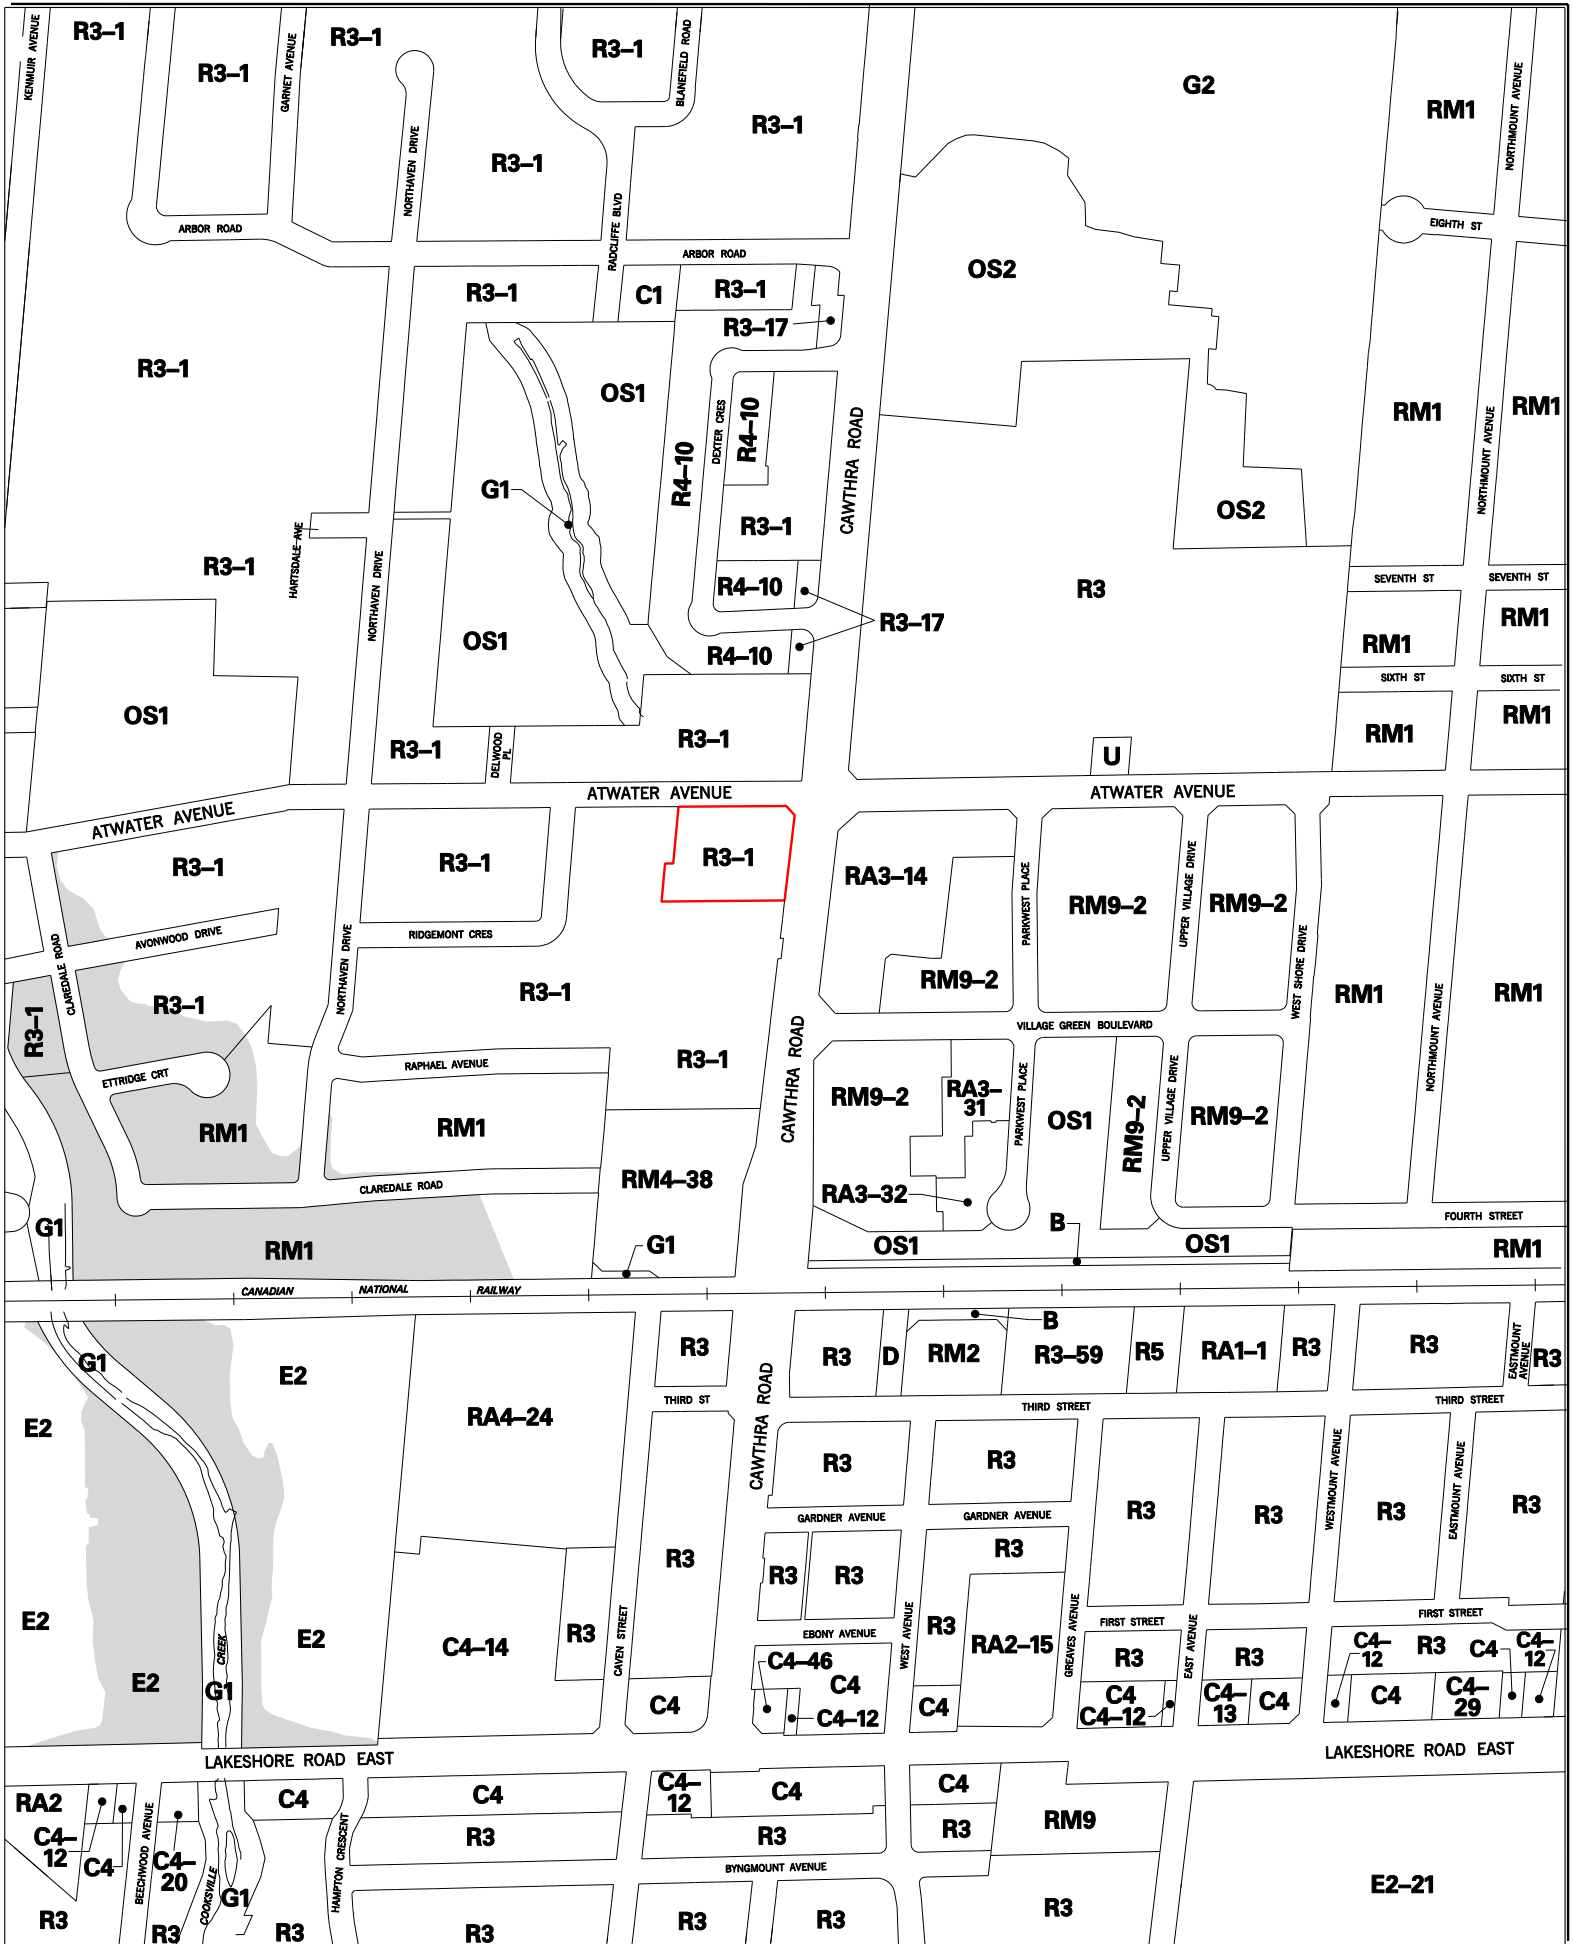 KENMUIR AVENUE
R3–1
R3–1
GARNET AVENUE
R3–1
R3–1
BLANEFIELD ROAD
G2
RM1
NORTHMOUNT AVENUE
NORTHAVEN DRIVE
R3–1
R3–1
ARBOR ROAD
RADCLIFFE BLVD
ARBOR ROAD
EIGHTH ST
OS2
R3–1
C1
R3–1
R3–17
R3–1
OS1
R4–10
DEXTER CRES
R4–10
CAWTHRA ROAD
RM1
NORTHMOUNT AVENUE
RM1
G1
R3–1
OS2
HARTSDALE AVE
R3–1
NORTHAVEN DRIVE
R4–10
R3–17
R3
SEVENTH ST
SEVENTH ST
RM1
RM1
OS1
R4–10
SIXTH ST
SIXTH ST
OS1
R3–1
DELWOOD
PL
R3–1
U
RM1
RM1
ATWATER AVENUE
ATWATER AVENUE
ATWATER AVENUE
R3–1
R3–1
R3–1
RA3–14
PARKWEST PLACE
RM9–2
UPPER VILLAGE DRIVE
RM9–2
CLAREDALE ROAD
AVONWOOD DRIVE
NORTHAVEN DRIVE
RIDGEMONT CRES
RM9–2
WEST SHORE DRIVE
R3–1
R3–1
R3–1
RM1
NORTHMOUNT AVENUE
RM1
VILLAGE GREEN BOULEVARD
R3–1
CAWTHRA ROAD
ETTRIDGE CRT
RAPHAEL AVENUE
RM9–2
RA3–
31
PARKWEST PLACE
OS1
RM9–2
UPPER VILLAGE DRIVE
RM9–2
RM1
RM1
CLAREDALE ROAD
RM4–38
RA3–32
G1
RM1
G1
OS1
B
OS1
FOURTH STREET
RM1
CANADIAN NATIONAL RAILWAY
G1
E2
R3
CAWTHRA ROAD
R3
D
RM2
B
R3–59
R5
RA1–1
R3
R3
EASTMOUNT
AVENUE
R3
E2
RA4–24
THIRD ST
THIRD STREET
THIRD STREET
R3
R3
R3
R3
WESTMOUNT AVENUE
R3
EASTMOUNT AVENUE
R3
GARDNER AVENUE
GARDNER AVENUE
R3
R3
R3
R3
E2
CREEK
E2
C4–14
R3
CAVEN STREET
EBONY AVENUE
WEST AVENUE
R3
RA2–15
GREAVES AVENUE
FIRST STREET
EAST AVENUE
FIRST STREET
R3
R3
C4–
12
R3
C4
C4–
12
E2
G1
C4
C4–46
C4
C4–12
C4
C4
C4–12
C4–
13
C4
C4
C4–
29
LAKESHORE ROAD EAST
LAKESHORE ROAD EAST
RA2
C4–
12
C4
BEECHWOOD AVENUE
C4–
20
COOKSVILLE
G1
C4
HAMPTON CRESCENT
C4
R3
C4–
12
C4
R3
C4
R3
RM9
BYNGMOUNT AVENUE
E2–21
R3
R3
R3
R3
R3
R3
R3